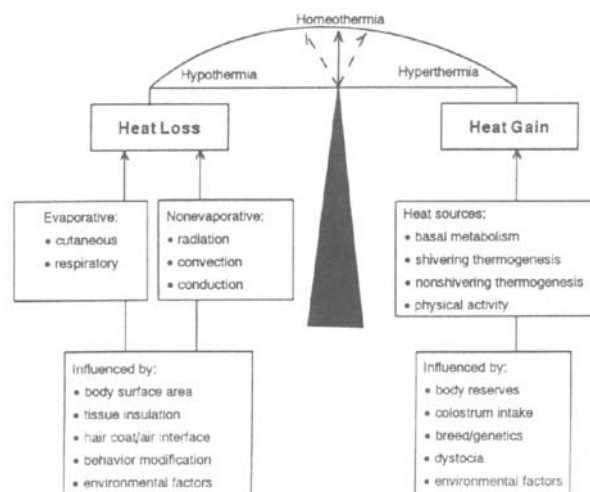 Homeothermia
Hypothermia
Hyperthermia
Heat Loss
Heat Gain
Evaporative:
• cutaneous
• respiratory
Nonevaporative:
• radiation
• convection
• conduction
Heat sources:
• basal metabolism
• shivering thermogenesis
• nonshivering thermogenesis
• physical activity
Influenced by:
• body surface area
• tissue insulation
• hair coat/air interface
• behavior modification
• environmental factors
Influenced by:
• body reserves
• colostrum intake
• breed/genetics
• dystocia
• environmental factors